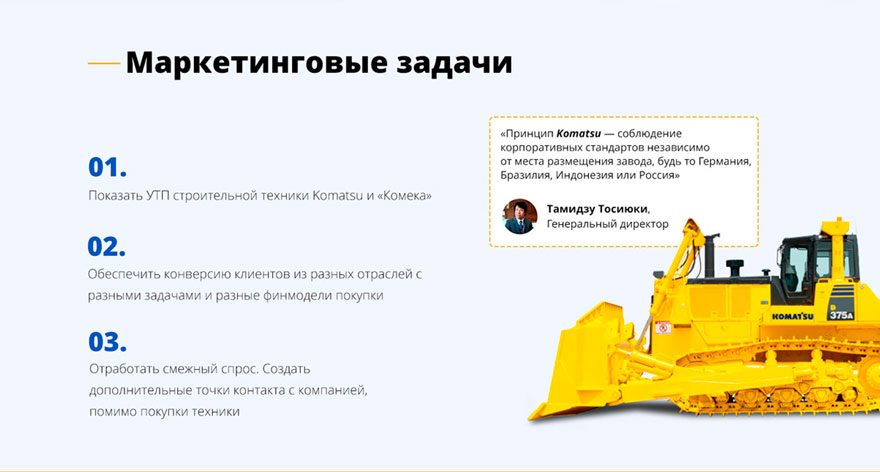 Маркетинговые задачи
01.
Показать УТП строительной техники Komatsu и «Комека»
02.
Обеспечить конверсию клиентов из разных отраслей с
разными задачами и разные финмодели покупки
03.
Отработать смежный спрос. Создать
дополнительные точки контакта с компанией,
помимо покупки техники
«Принцип Komatsu — соблюдение
корпоративных стандартов независимо
от места размещения завода, будь то Германия,
Бразилия, Индонезия или Россия»
Тамидзу Тосиюки,
Генеральный директор
KOMATSU
D
375A